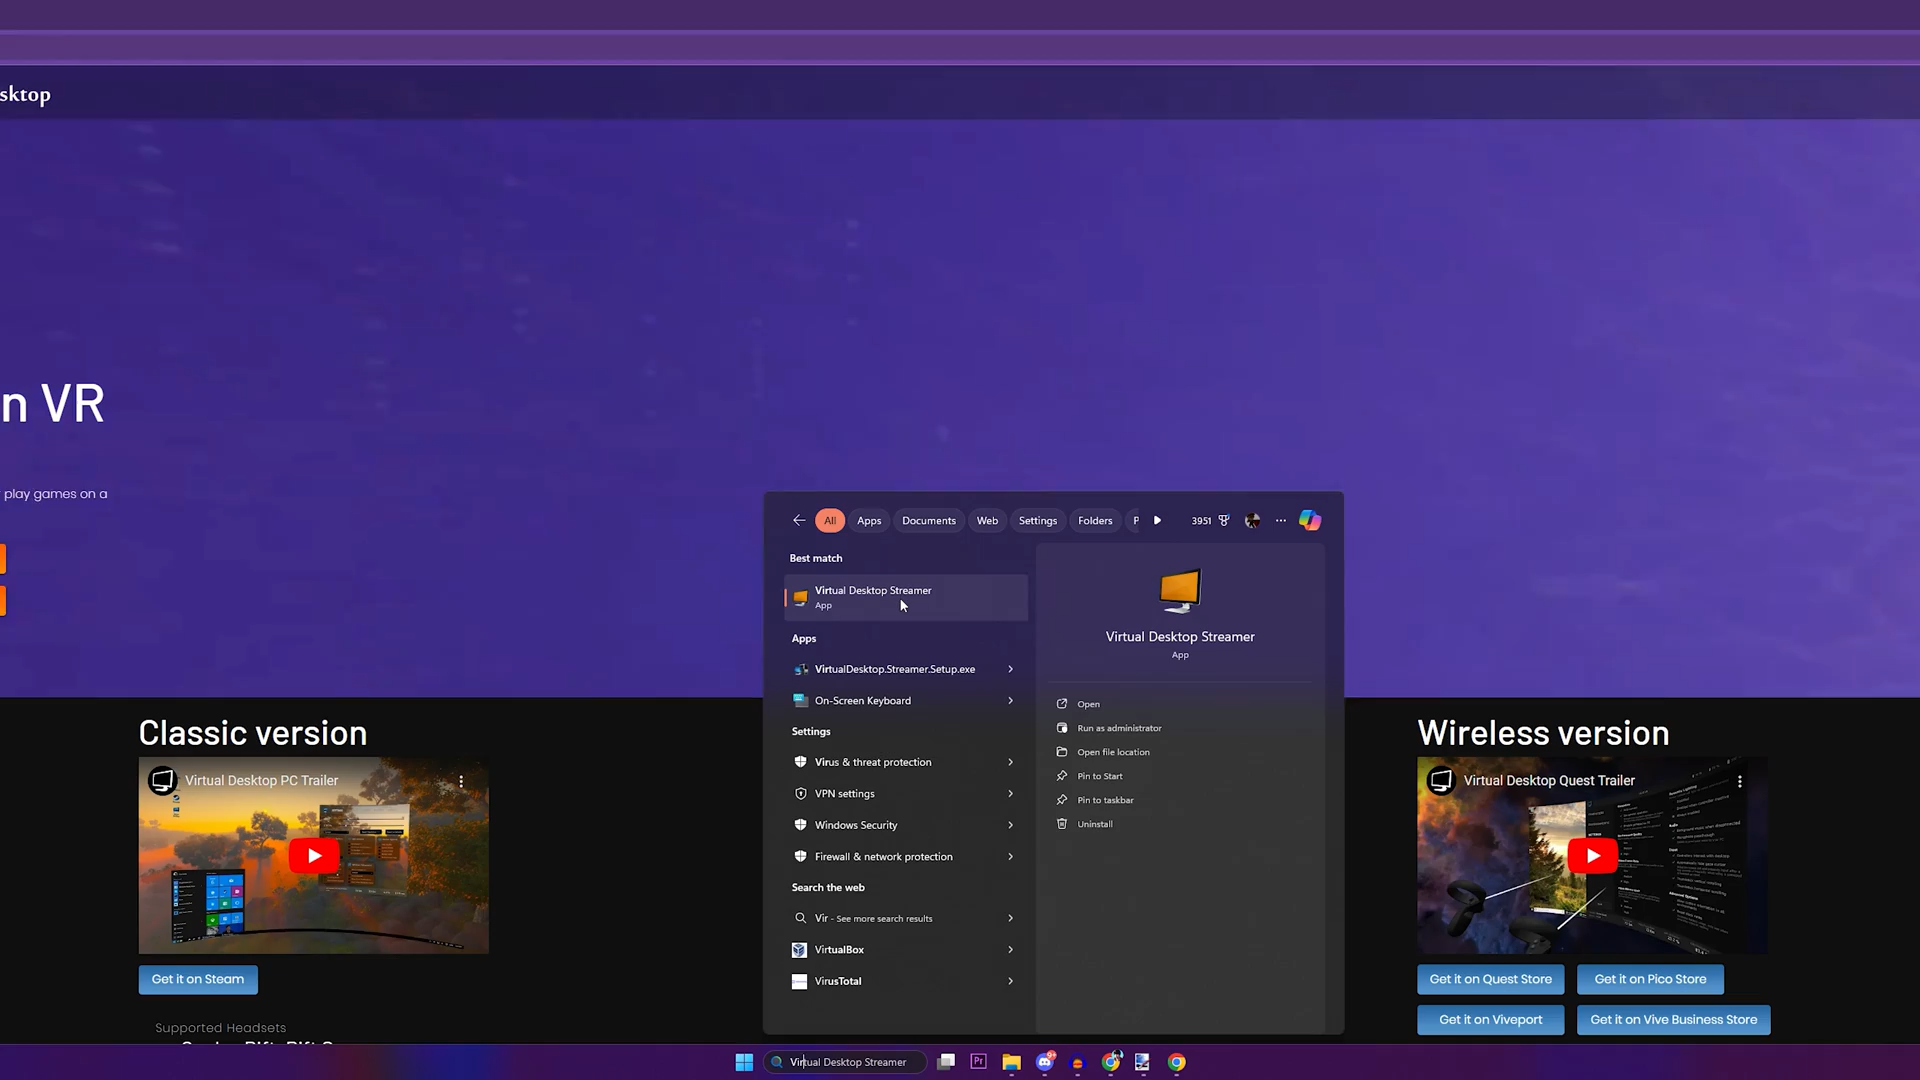 sktop
n VR
play games on a
All
Apps
Documents
Web
Settings
Folders
P
3951
Best match
Virtual Desktop Streamer
App
Apps
VirtualDesktop.Streamer.Setup.exe
On-Screen Keyboard
Settings
Virus & threat protection
VPN settings
Windows Security
Firewall & network protection
Search the web
Vir - See more search results
VirtualBox
VirusTotal
Virtual Desktop Streamer
App
Open
Run as administrator
Open file location
Pin to Start
Pin to taskbar
Uninstall
Classic version
Virtual Desktop PC Trailer
Get it on Steam
Supported Headsets
Wireless version
Virtual Desktop Quest Trailer
Get it on Quest Store
Get it on Pico Store
Get it on Viveport
Get it on Vive Business Store
Virtual Desktop Streamer
Pr